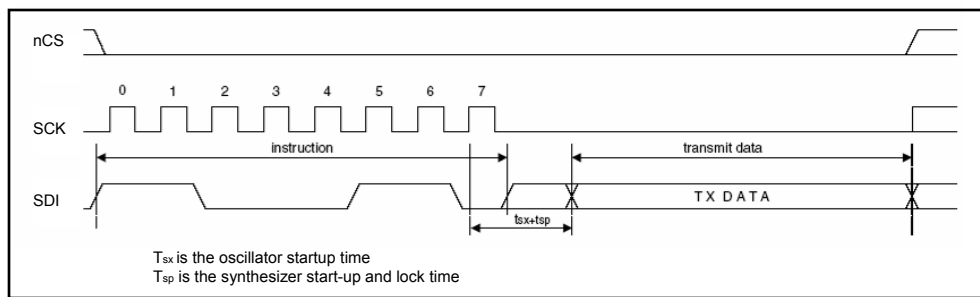 nCS
0 1 2 3 4 5 6 7
SCK
instruction transmit data
SDI TX DATA
tsx+tsp
Tsx is the oscillator startup time
Tsp is the synthesizer start-up and lock time